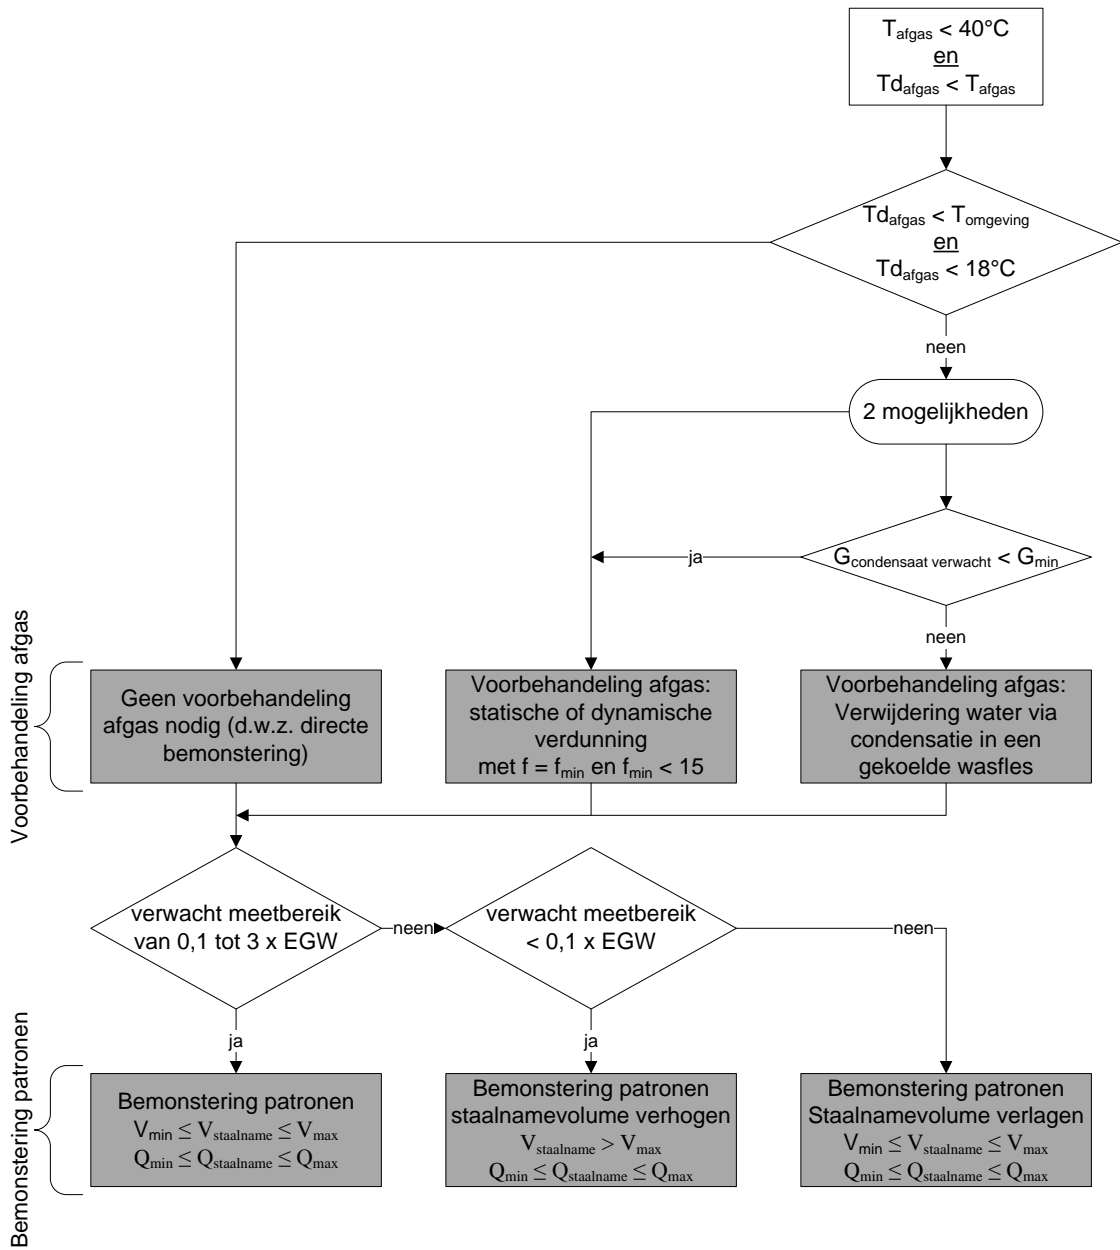 Tafgas < 40°C
en
Tdafgas < Tafgas
Tdafgas < Tomgeving
en
Tdafgas < 18°C
neen
2 mogelijkheden
Gcondensaat verwacht < Gmin
ja
neen
Voorbehandeling afgas
Geen voorbehandeling
afgas nodig (d.w.z. directe
bemonstering)
Voorbehandeling afgas:
statische of dynamische
verdunning
met f = fmin en fmin < 15
Voorbehandeling afgas:
Verwijdering water via
condensatie in een
gekoelde wasfles
verwacht meetbereik
van 0,1 tot 3 x EGW
neen
verwacht meetbereik
< 0,1 x EGW
neen
ja
ja
Bemonstering patronen
Bemonstering patronen
Vmin ≤ Vstaalname ≤ Vmax
Qmin ≤ Qstaalname ≤ Qmax
Bemonstering patronen
staalnamevolume verhogen
Vstaalname > Vmax
Qmin ≤ Qstaalname ≤ Qmax
Bemonstering patronen
Staalnamevolume verlagen
Vmin ≤ Vstaalname ≤ Vmax
Qmin ≤ Qstaalname ≤ Qmax